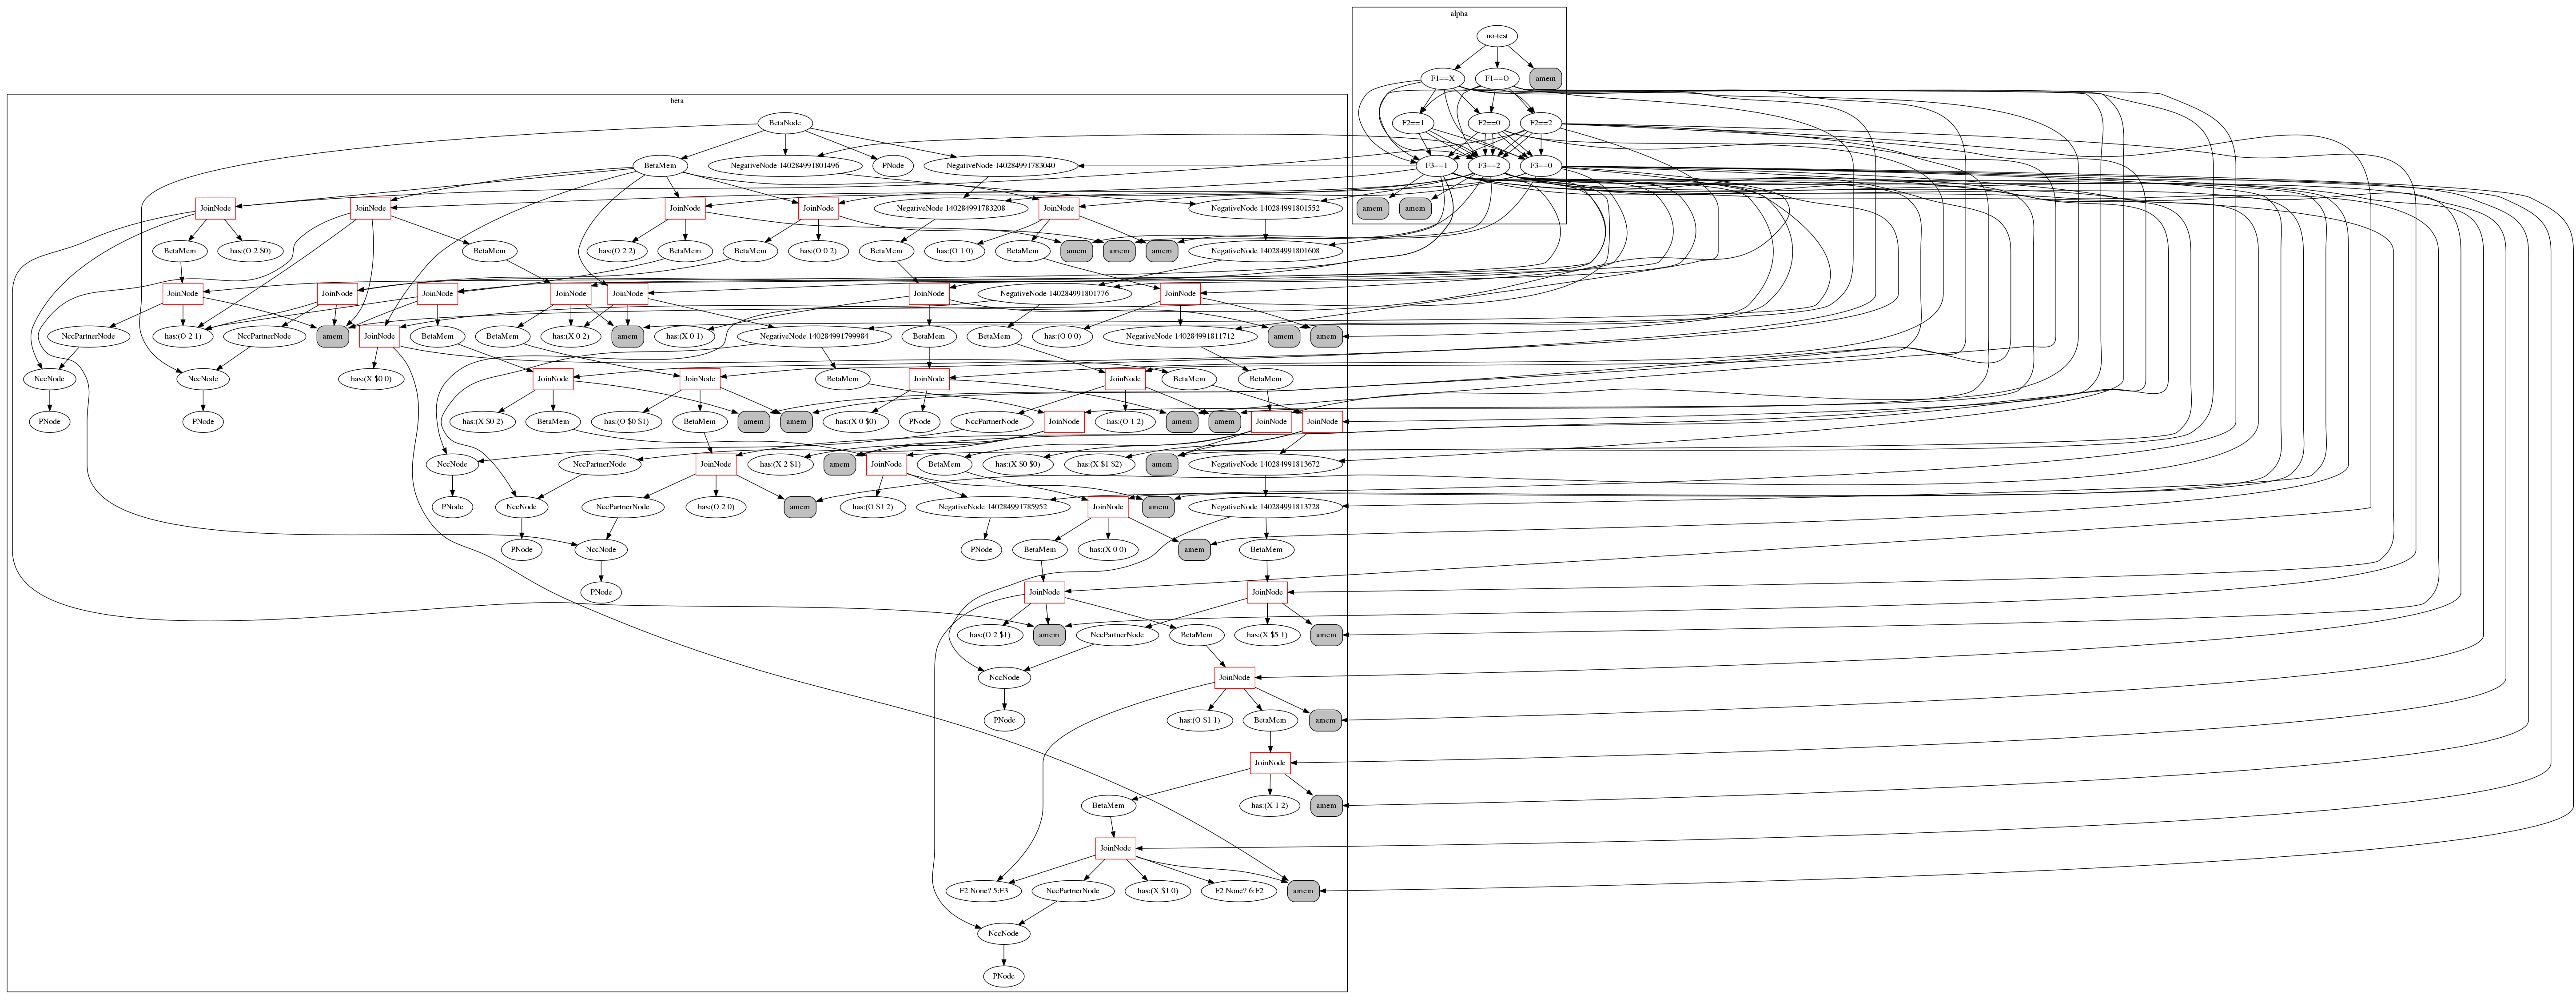 alpha
no-test
F1==X
F1==O
amem
beta
BetaNode
F2==1
F2==0
F2==2
BetaMem
NegativeNode 140284991801496
PNode
NegativeNode 140284991783040
F3==1
F3==2
F3==0
JoinNode
JoinNode
JoinNode
JoinNode
NegativeNode 140284991783208
JoinNode
NegativeNode 140284991801552
amem
amem
BetaMem
has:(O 2 $0)
BetaMem
has:(O 2 2)
BetaMem
BetaMem
has:(O 0 2)
BetaMem
has:(O 1 0)
BetaMem
amem
amem
amem
NegativeNode 140284991801608
JoinNode
JoinNode
JoinNode
JoinNode
JoinNode
JoinNode
NegativeNode 140284991801776
JoinNode
NccPartnerNode
has:(O 2 1)
NccPartnerNode
amem
JoinNode
BetaMem
BetaMem
has:(X 0 2)
amem
has:(X 0 1)
NegativeNode 140284991799984
BetaMem
BetaMem
has:(O 0 0)
NegativeNode 140284991811712
amem
amem
NccNode
NccNode
has:(X $0 0)
JoinNode
JoinNode
BetaMem
JoinNode
JoinNode
BetaMem
BetaMem
PNode
PNode
has:(X $0 2)
BetaMem
has:(O $0 $1)
BetaMem
amem
amem
has:(X 0 $0)
PNode
NccPartnerNode
JoinNode
has:(O 1 2)
amem
amem
JoinNode
JoinNode
NccNode
NccPartnerNode
JoinNode
has:(X 2 $1)
amem
JoinNode
BetaMem
has:(X $0 $0)
has:(X $1 $2)
amem
NegativeNode 140284991813672
PNode
NccNode
NccPartnerNode
has:(O 2 0)
amem
has:(O $1 2)
NegativeNode 140284991785952
JoinNode
amem
NegativeNode 140284991813728
PNode
NccNode
PNode
BetaMem
has:(X 0 0)
amem
BetaMem
PNode
JoinNode
JoinNode
has:(O 2 $1)
amem
NccPartnerNode
BetaMem
has:(X $5 1)
amem
NccNode
JoinNode
PNode
has:(O $1 1)
BetaMem
amem
JoinNode
BetaMem
has:(X 1 2)
amem
JoinNode
F2 None? 5:F3
NccPartnerNode
has:(X $1 0)
F2 None? 6:F2
amem
NccNode
PNode